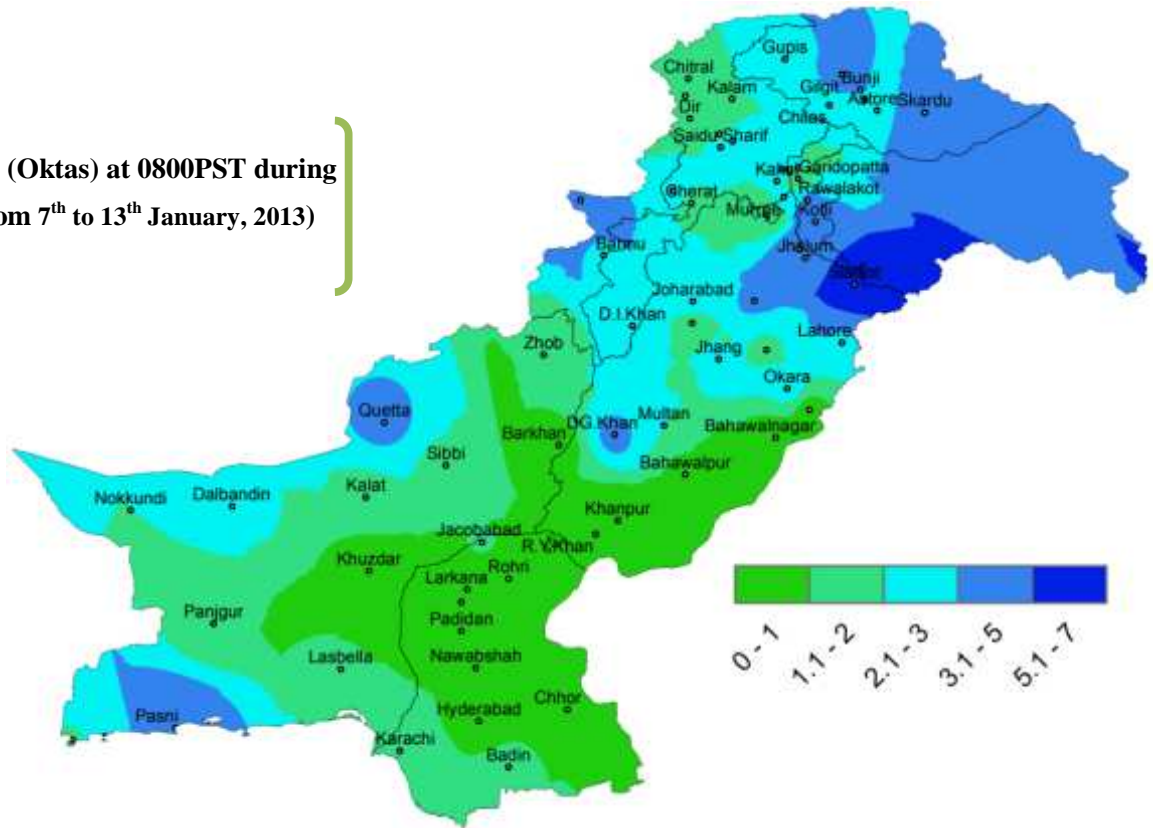 (Oktas) at 0800PST during
om 7th to 13th January, 2013)
Gupis
Chitral
Bunji
Kalam
Gilgit
Astore
Skardu
Dir
Chilas
Saidu Sharif
Garidopatta
Cherat
Rawalakot
Murree
Kotli
Bannu
Jhelum
Joharabad
D.I.Khan
Lahore
Zhob
Jhang
Okara
Quetta
DG.Khan
Multan
Barkhan
Bahawalnagar
Sibbi
Bahawalpur
Nokkundi
Dalbandin
Kalat
Khanpur
Jacobabad
R.Y.Khan
Khuzdar
Rohri
Larkana
Panjgur
Padidan
Lasbella
Nawabshah
Chhor
Pasni
Hyderabad
Karachi
Badin
0 - 1
1.1 - 2
2.1 - 3
3.1 - 5
5.1 - 7